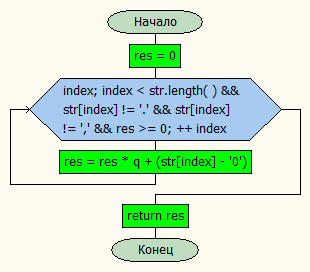 Начало
res = 0
index; index < str.length( ) &&
str[index] != '.' && str[index]
!= ',' && res >= 0; ++ index
res = res * q + (str[index] - '0')
return res
Конец